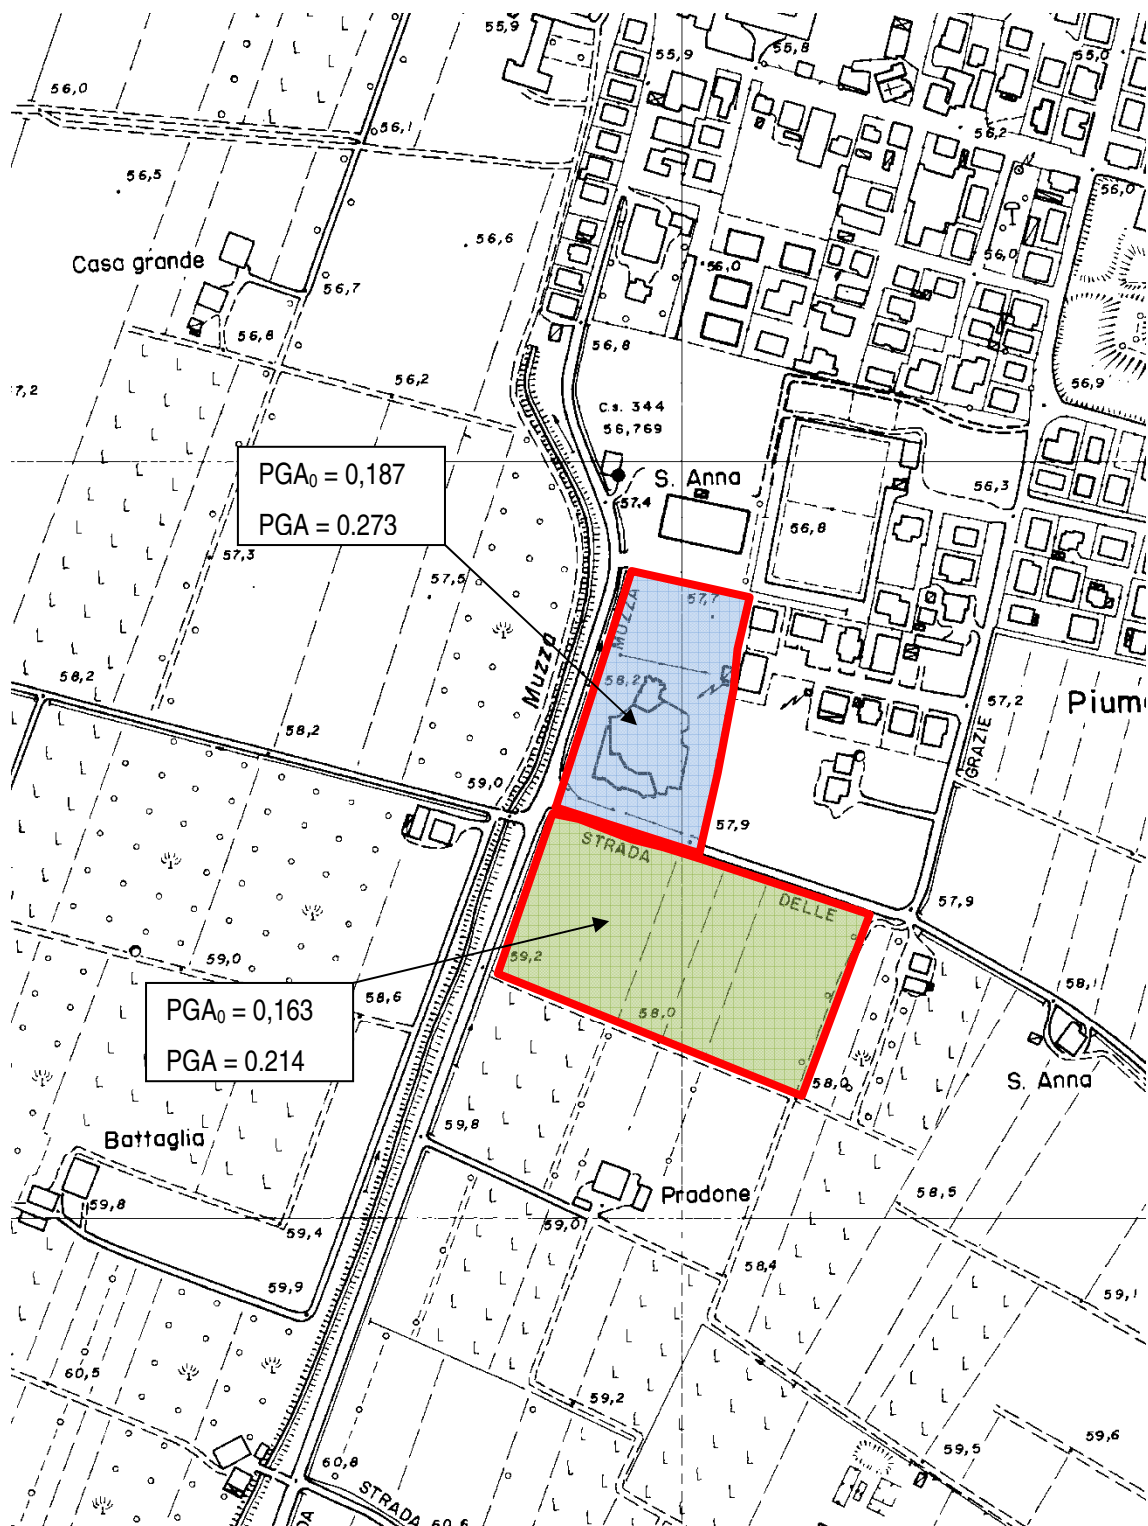 55,9
55,8
55,9
55,0
56,0
56,1
56,2
56,5
56,0
56,6
56,0
56,0
Casa grande
56,7
56,8
56,8
56,2
56,9
57,2
C.s. 344
56,769
PGA₀ = 0,187
PGA = 0.273
S. Anna
56,3
57,4
56,8
57,3
57,5
57,7
MUZZA
Muzza
58,2
58,2
57,2
Pium
58,2
GRAZIE
59,0
57,9
STRADA
DELLE
57,9
59,2
59,0
58,6
58,0
58,1
PGA₀ = 0,163
PGA = 0.214
58,0
S. Anna
59,8
Battaglia
Pradone
58,5
59,8
59,0
59,4
58,4
59,9
59,1
60,5
59,2
59,6
59,5
60,8
STRADA
60,6
DA